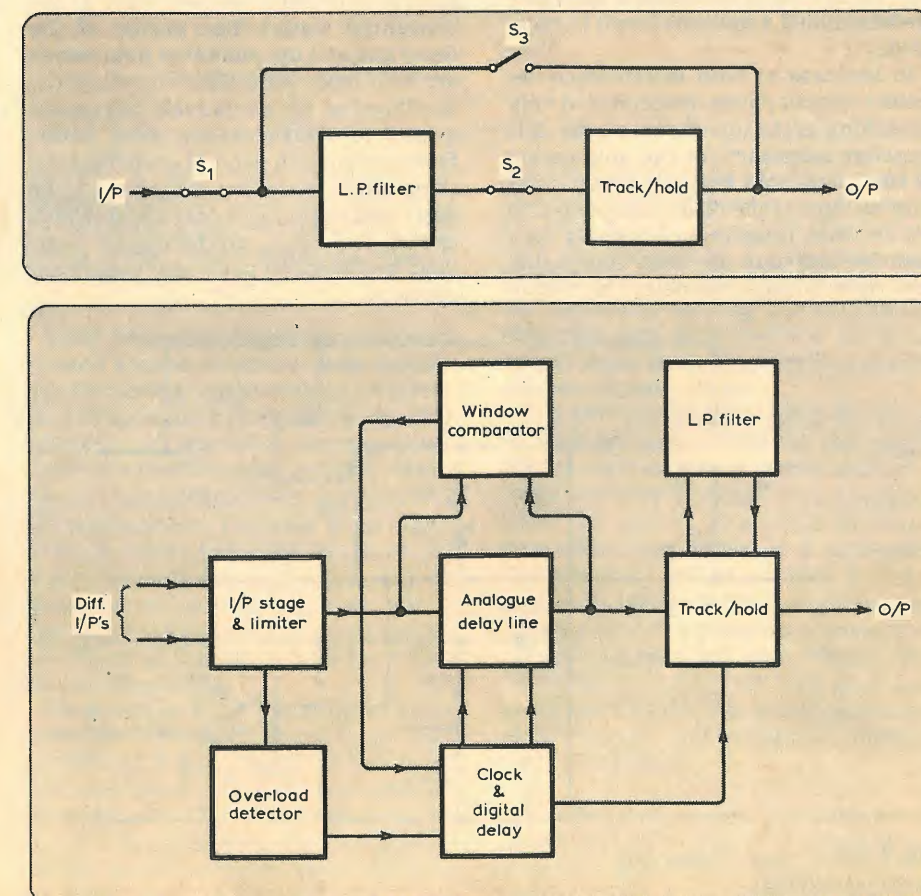 S3
I/P
S1
L.P. filter
S2
Track/hold
O/P
Window
comparator
L P filter
Diff.
I/P's
I/P stage
& limiter
Analogue
delay line
Track/hold
O/P
Overload
detector
Clock
&
digital
delay